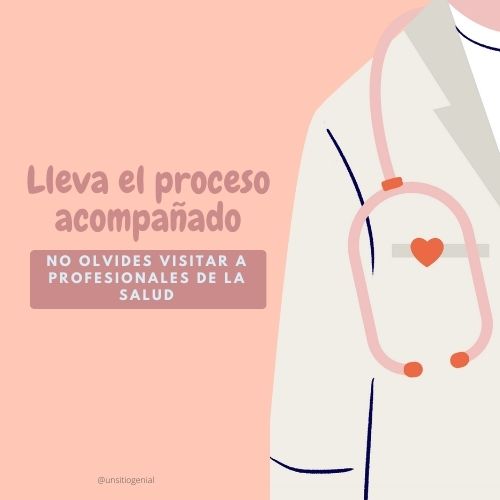 Lleva el proceso
acompañado
NO OLVIDES VISITAR A
PROFESIONALES DE LA
SALUD
@unsitiogenial